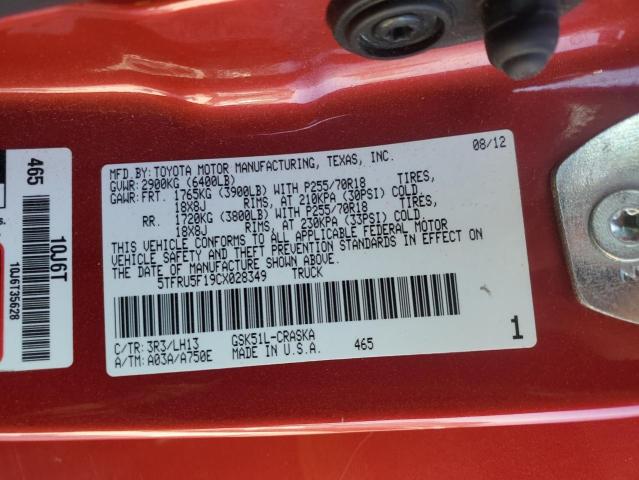 MFD.BY: TOYOTA MOTOR MANUFACTURING, TEXAS, INC. 08/12
GVWR: 2900KG (6400LB)
GAWR: FRT. 1765KG (3900LB) WITH P255/70R18 TIRES,
18X8J RIMS, AT 210KPA (30PSI) COLD.
RR. 1720KG (3800LB) WITH P255/70R18 TIRES,
18X8J RIMS, AT 230KPA (33PSI) COLD.
THIS VEHICLE CONFORMS TO ALL APPLICABLE FEDERAL MOTOR
VEHICLE SAFETY AND THEFT PREVENTION STANDARDS IN EFFECT ON
THE DATE OF MANUFACTURE SHOWN ABOVE.
5TFRU5F19CX028349 TRUCK
C/TR: 3R3/LH13 GSK51L-CRASKA
A/TM: A03A/A750E MADE IN U.S.A. 465 1
465
10J6T
10J6T35628